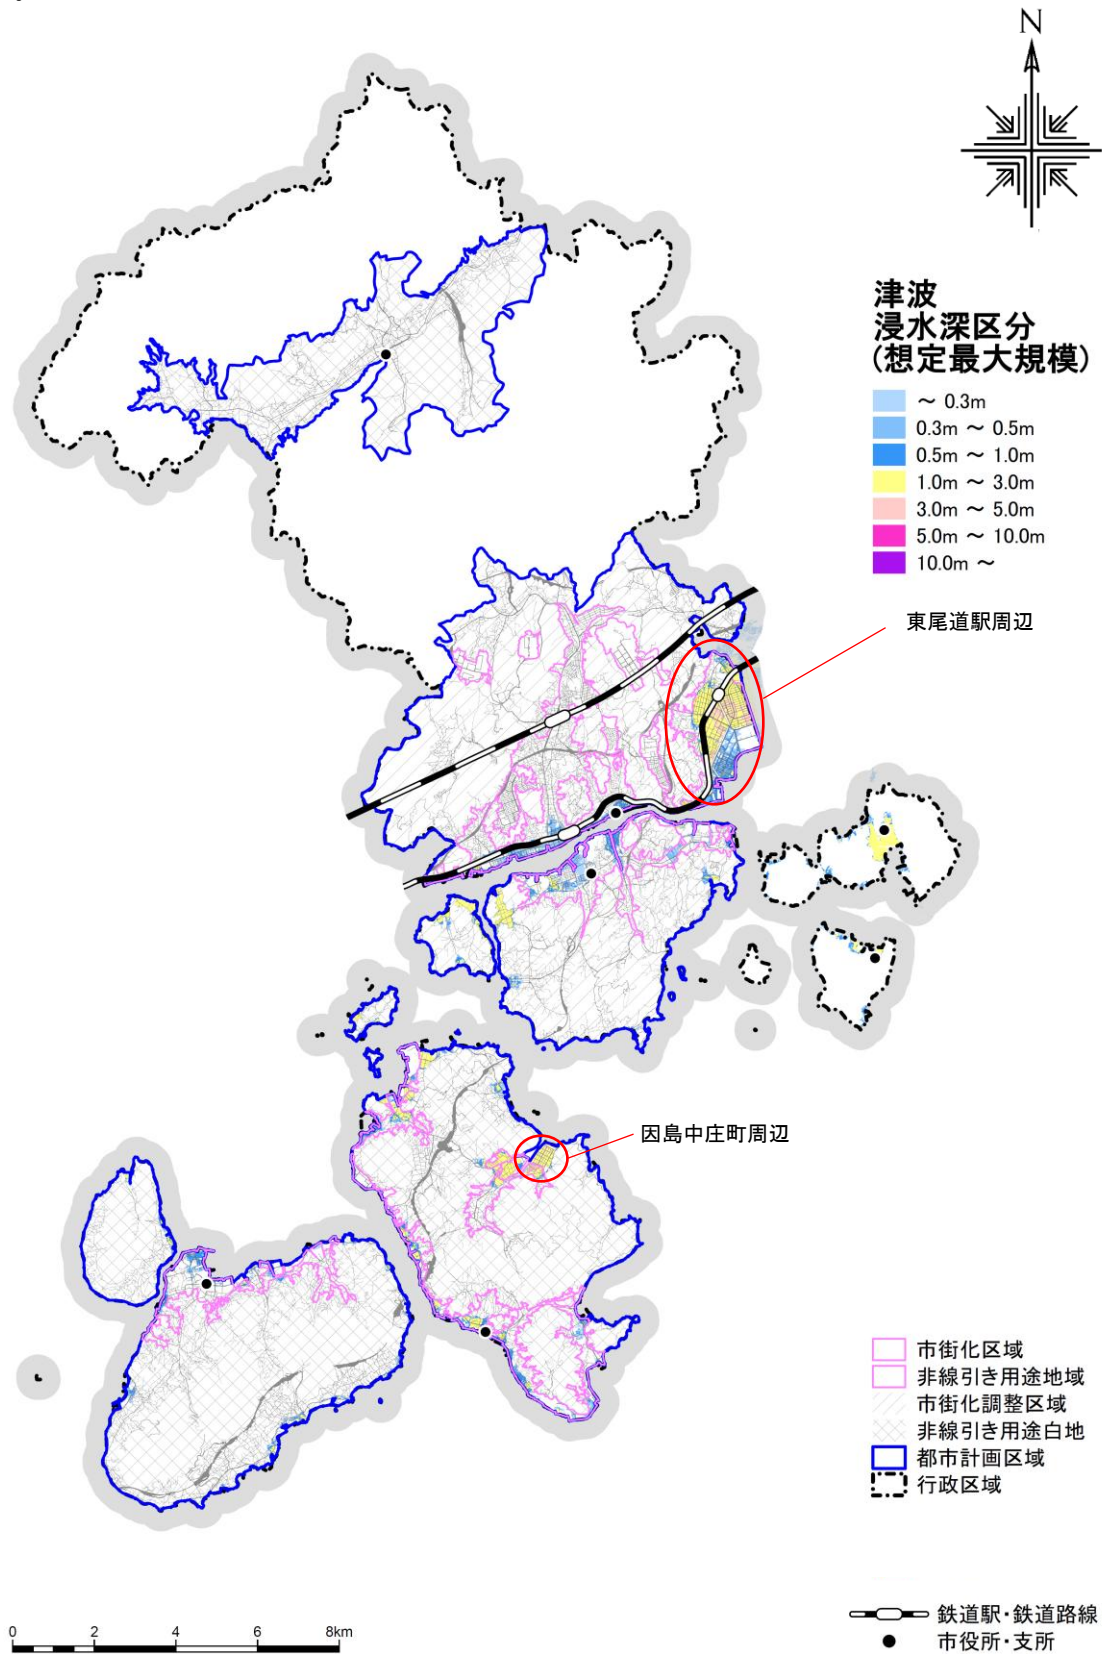 N
津波
浸水深区分
(想定最大規模)
～ 0.3m
0.3m ～ 0.5m
0.5m ～ 1.0m
1.0m ～ 3.0m
3.0m ～ 5.0m
5.0m ～ 10.0m
10.0m ～
東尾道駅周辺
因島中庄町周辺
市街化区域
非線引き用途地域
市街化調整区域
非線引き用途白地
都市計画区域
行政区域
0 2 4 6 8km
鉄道駅・鉄道路線
市役所・支所